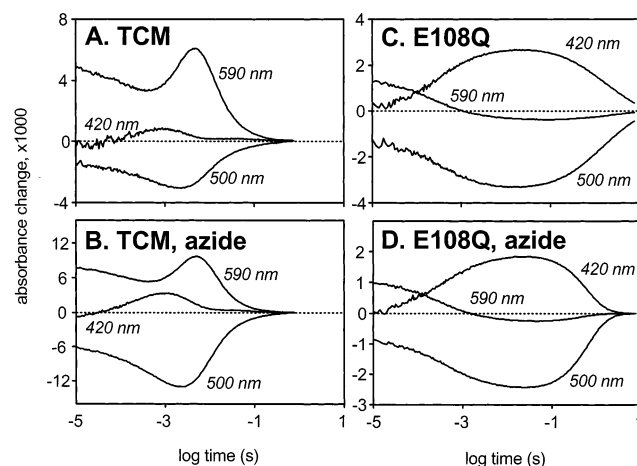 absorbance change, x1000
A. TCM
8
4
0
-4
590 nm
420 nm
500 nm
C. E108Q
4
2
0
-2
-4
420 nm
590 nm
500 nm
B. TCM, azide
12
6
0
-6
-12
590 nm
420 nm
500 nm
-5 -3 -1 1
log time (s)
D. E108Q, azide
2
1
0
-1
-2
-3
420 nm
590 nm
500 nm
-5 -3 -1 1
log time (s)